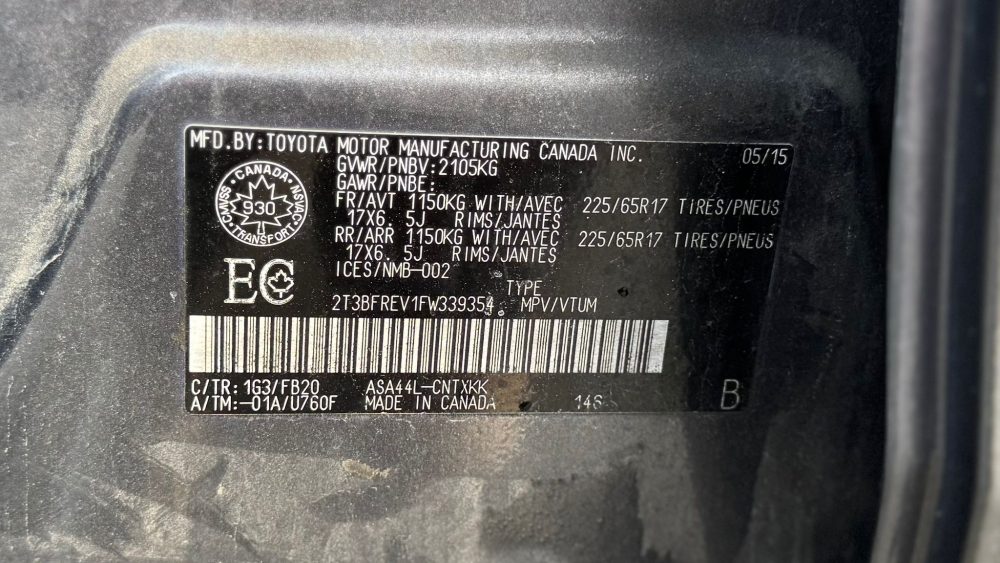 MFD.BY:TOYOTA MOTOR MANUFACTURING CANADA INC. 05/15
GVWR/PNBV:2105KG
GAWR/PNBE:
FR/AVT 1150KG WITH/AVEC 225/65R17 TIRES/PNEUS
17X6. 5J RIMS/JANTES
RR/ARR 1150KG WITH/AVEC 225/65R17 TIRES/PNEUS
17X6. 5J RIMS/JANTES
ICES/NMB-002
TYPE
2T3BFREV1FW339354 MPV/VTUM
CANADA
CMVSS NSVAC
930
TRANSPORT
EC
C/TR: 1G3/FB20 ASA44L-CNTXKK
A/TM:-01A/U760F MADE IN CANADA 146 B